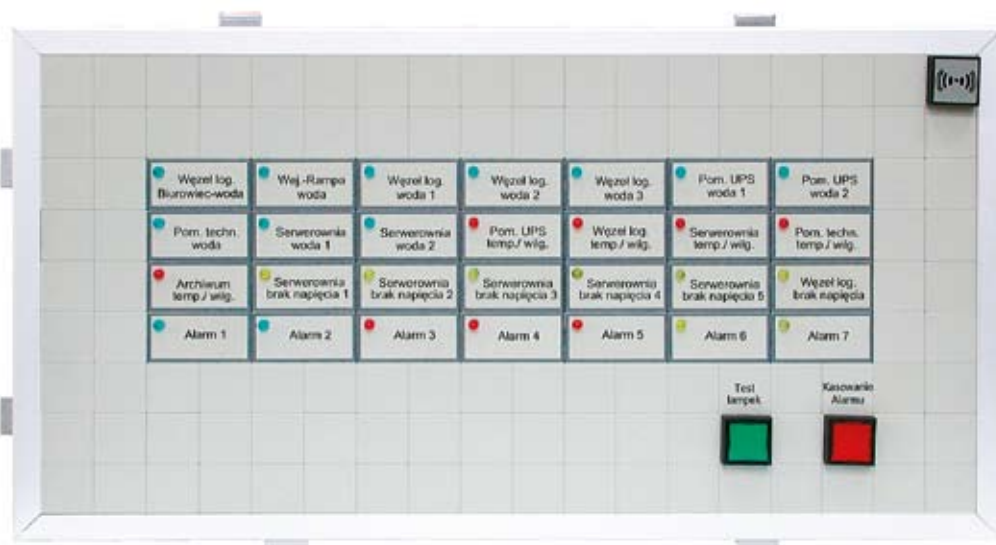 Węzeł log.
Biurowiec-woda
Wej.-Rampa
woda
Węzeł log.
woda 1
Węzeł log.
woda 2
Węzeł log.
woda 3
Pom. UPS
woda 1
Pom. UPS
woda 2
Pom. techn.
woda
Serwerownia
woda 1
Serwerownia
woda 2
Pom. UPS
temp./ wilg.
Węzeł log.
temp./ wilg.
Serwerownia
temp./ wilg.
Pom. techn.
temp./ wilg.
Archiwum
temp./ wilg.
Serwerownia
brak napięcia 1
Serwerownia
brak napięcia 2
Serwerownia
brak napięcia 3
Serwerownia
brak napięcia 4
Serwerownia
brak napięcia 5
Węzeł log.
brak napięcia
Alarm 1
Alarm 2
Alarm 3
Alarm 4
Alarm 5
Alarm 6
Alarm 7
Test
lampek
Kasowanie
Alarmu